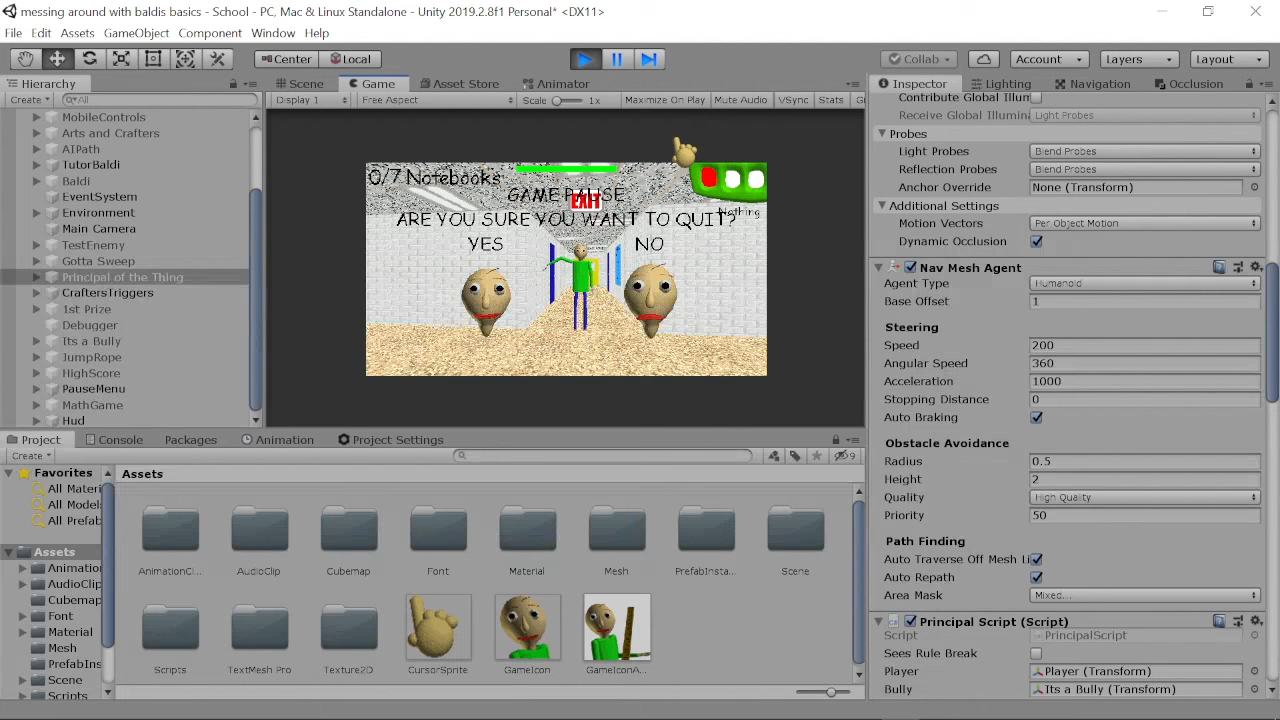 messing around with baldis basics - School - PC, Mac & Linux Standalone - Unity 2019.2.8f1 Personal* <DX11>
File Edit Assets GameObject Component Window Help
Center Local
Collab Account Layers Layout
Hierarchy
Create All
MobileControls
Arts and Crafters
AIPath
TutorBaldi
Baldi
EventSystem
Environment
Main Camera
TestEnemy
Gotta Sweep
Principal of the Thing
CraftersTriggers
1st Prize
Debugger
Its a Bully
JumpRope
HighScore
PauseMenu
MathGame
Hud
Scene Game Asset Store Animator
Display 1 Free Aspect Scale 1x Maximize On Play Mute Audio VSync Stats
0/7 Notebooks
GAME PAUSE
EXIT
Nothing
ARE YOU SURE YOU WANT TO QUIT?
YES NO
Project Console Packages Animation Project Settings
Create
9
Favorites
All Materi
All Models
All Prefab
Assets
Animation
AudioClip
Cubemap
Font
Material
Mesh
PrefabIns
Scene
Scripts
Assets
AnimationCl... AudioClip Cubemap Font Material Mesh PrefabInsta... Scene
Scripts TextMesh Pro Texture2D CursorSprite GameIcon GameIconA...
Inspector Lighting Navigation Occlusion
Contribute Global Illum
Receive Global Illumina Light Probes
Probes
Light Probes Blend Probes
Reflection Probes Blend Probes
Anchor Override None (Transform)
Additional Settings
Motion Vectors Per Object Motion
Dynamic Occlusion
Nav Mesh Agent
Agent Type Humanoid
Base Offset 1
Steering
Speed 200
Angular Speed 360
Acceleration 1000
Stopping Distance 0
Auto Braking
Obstacle Avoidance
Radius 0.5
Height 2
Quality High Quality
Priority 50
Path Finding
Auto Traverse Off Mesh Li
Auto Repath
Area Mask Mixed...
Principal Script (Script)
Script PrincipalScript
Sees Rule Break
Player Player (Transform)
Bully Its a Bully (Transform)